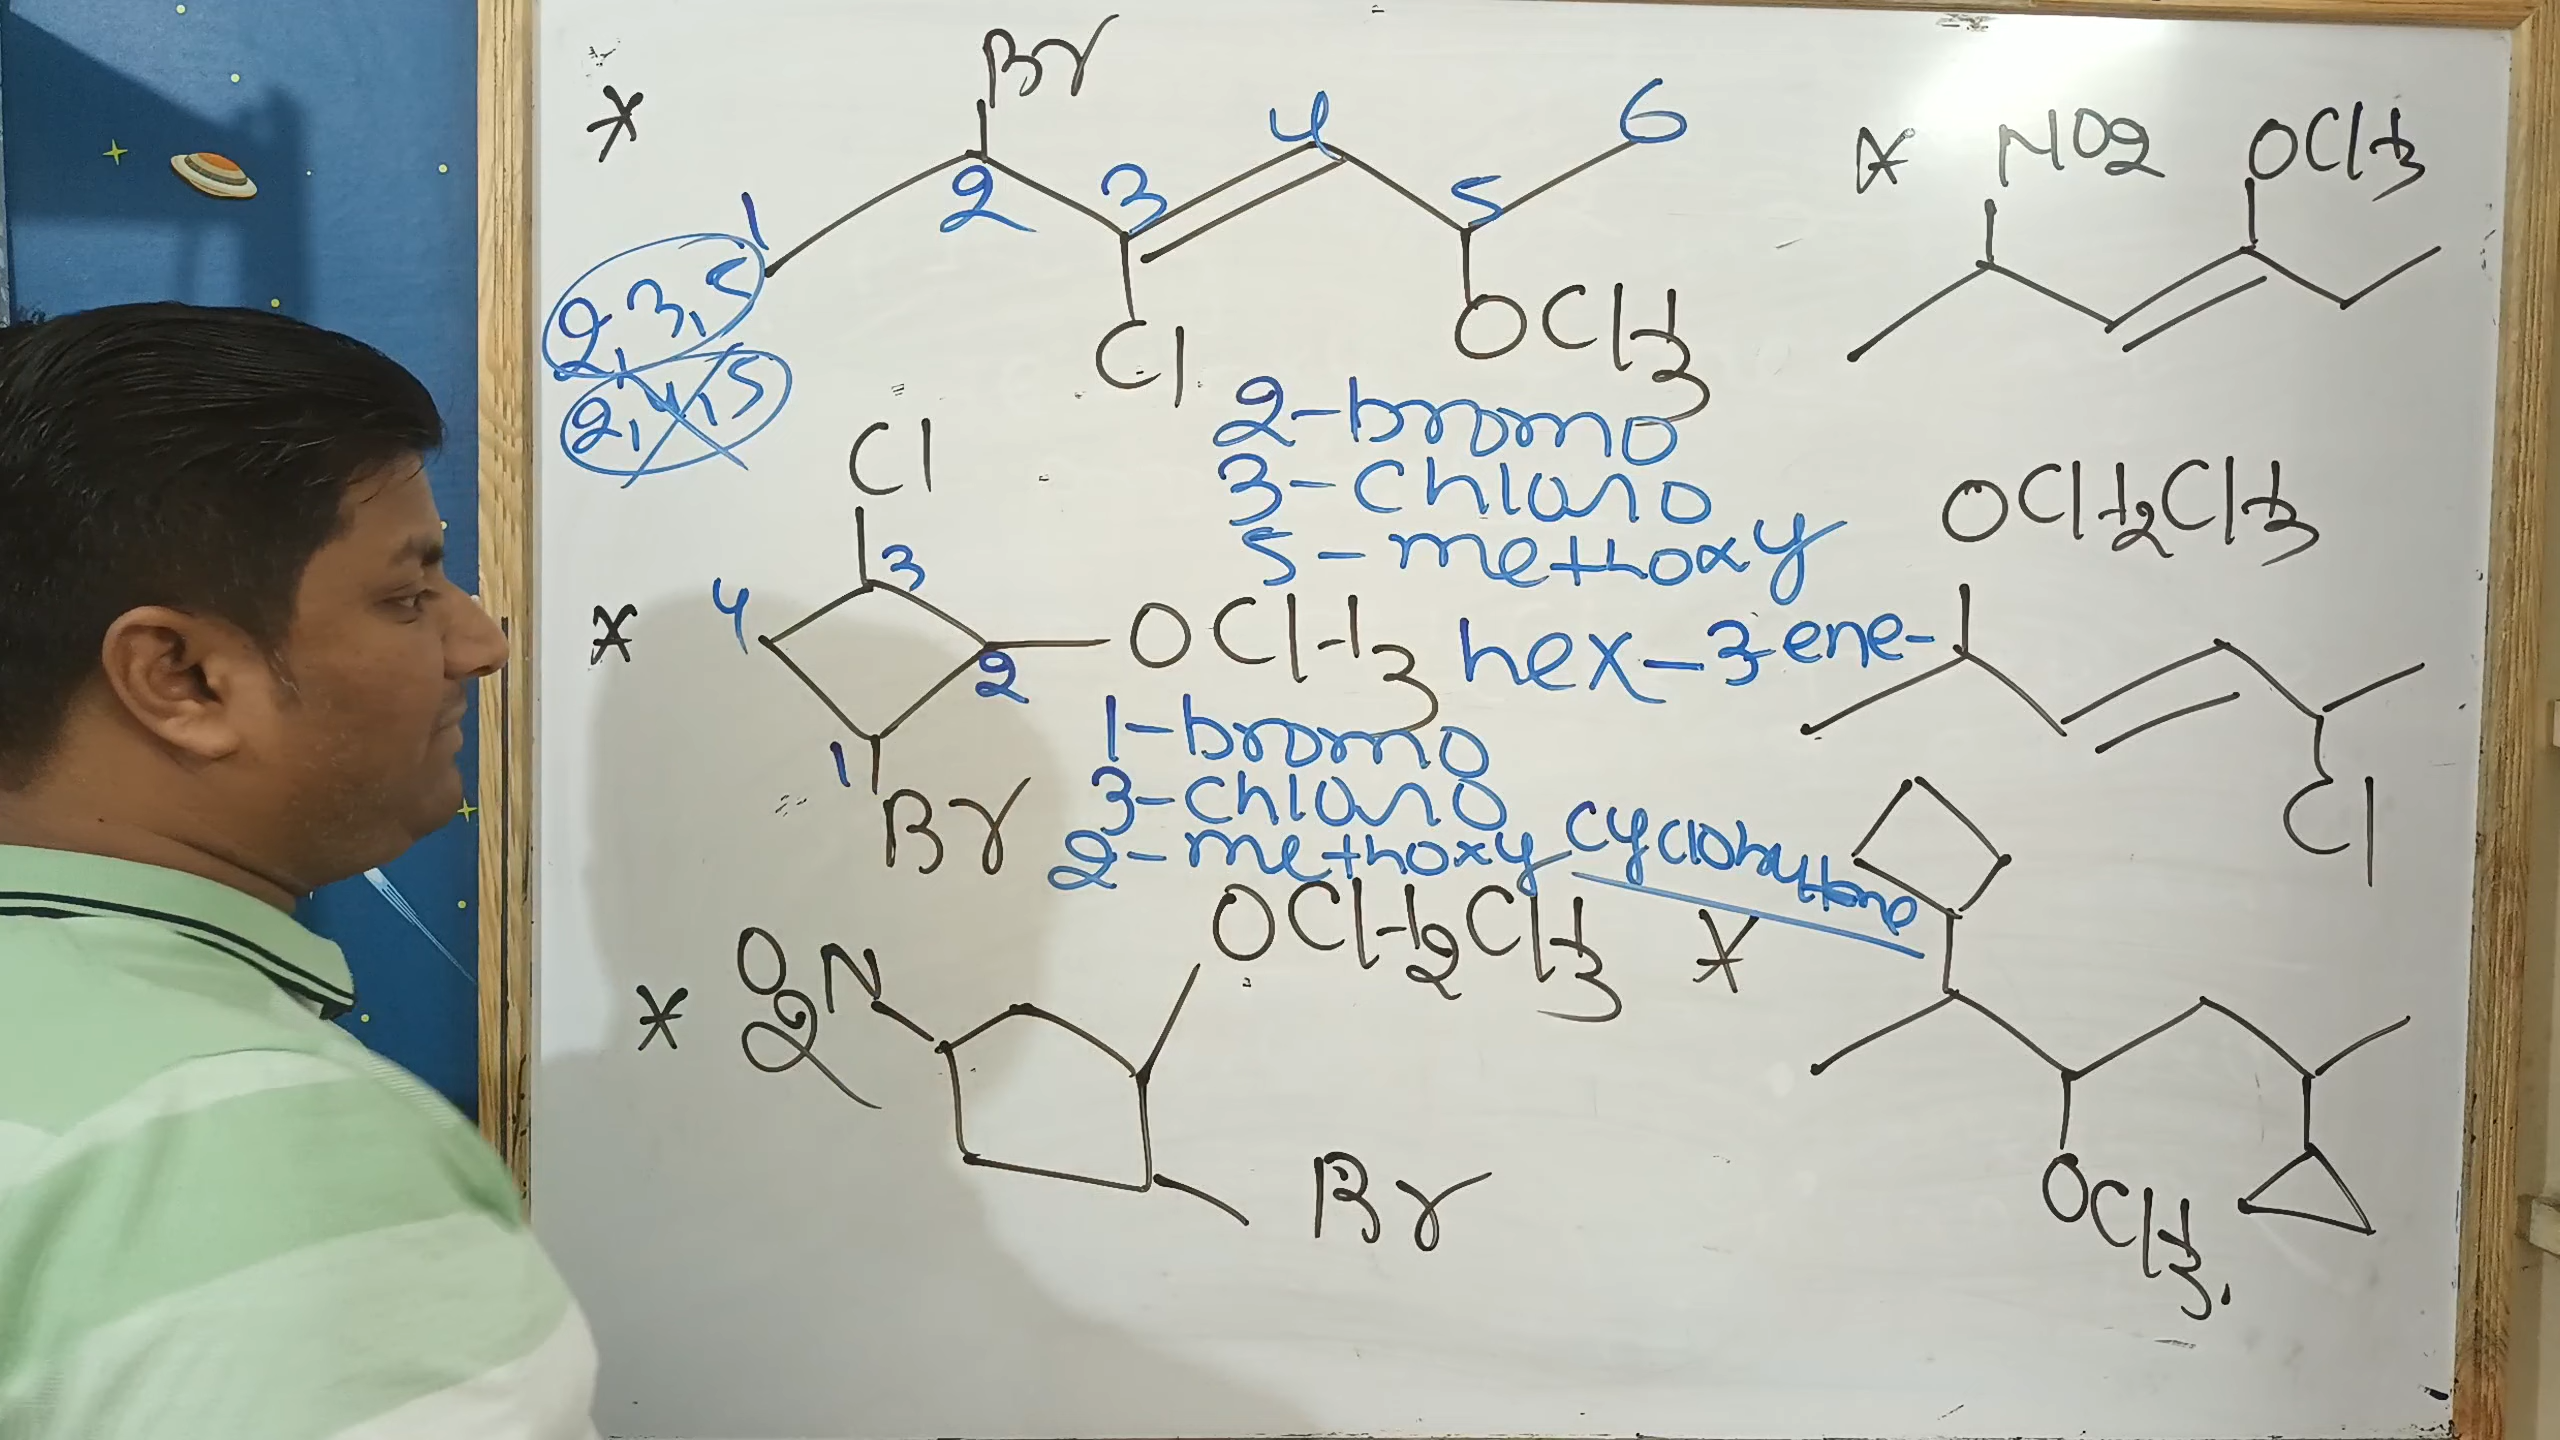 * Br
1 2 3 4 5 6
2,3,5
2,4,5
Cl
OCH3
2-bromo
3-chloro
5-methoxy
hex-3-ene-
* Cl
4 3
2
1
OCH3
Br
1-bromo
3-chloro
2-methoxy cyclobutane
* O2N
OCH2CH3
Br
* NO2 OCH3
OCH2CH3
Cl
*
OCH3.